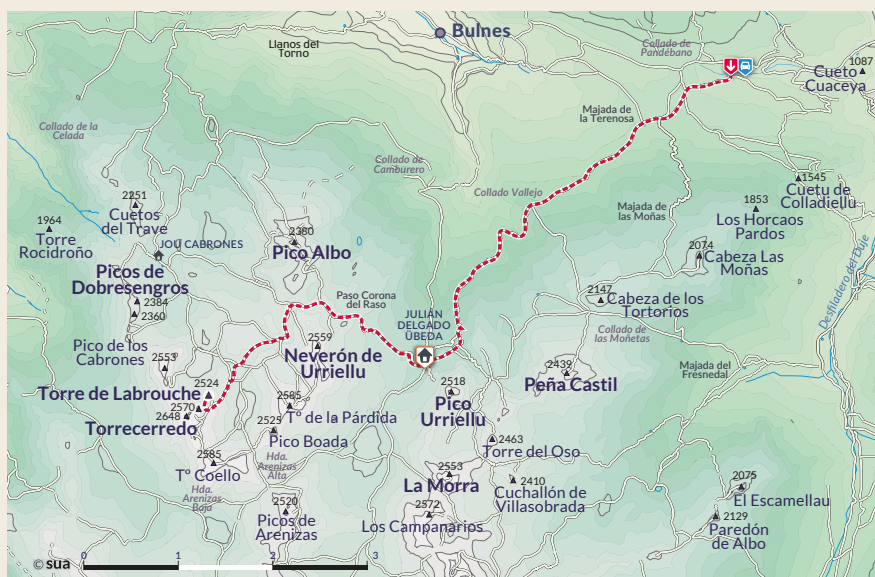 Bulnes
Llanos del
Torno
Collado de
Pandébano
1087
Cueto
Cuaceya
Majada de
la Terenosa
Collado de la
Celada
Collado de
Camburero
Collado Vallejo
1545
Cuetu de
Colladiellu
2251
Cuetos
del Trave
1964
Torre
Rocidroño
JOU CABRONES
2380
Pico Albo
Majada de
las Moñas
1853
Los Horcaos
Pardos
2074
Cabeza Las
Moñas
Desfiladero del Duje
Picos de
Dobresengros
2384
2360
Paso Corona
del Raso
JULIÁN
DELGADO
ÚBEDA
2147
Cabeza de los
Tortorios
Collado de
las Moñetas
Pico de los
Cabrones
2553
2559
Neverón de
Urriellu
2439
Peña Castil
Majada del
Fresnedal
2524
Torre de Labrouche
2570
2648
Torrecerredo
2585
Tº de la Párdida
2525
Pico Boada
2518
Pico
Urriellu
2463
Torre del Oso
2585
Tº Coello
Hda.
Arenizas
Alta
Hda.
Arenizas
Baja
2553
La Morra
2410
Cuchallón de
Villasobrada
2075
El Escamellau
2520
Picos de
Arenizas
2572
Los Campanarios
2129
Paredón
de Albo
© sua
0 1 2 3